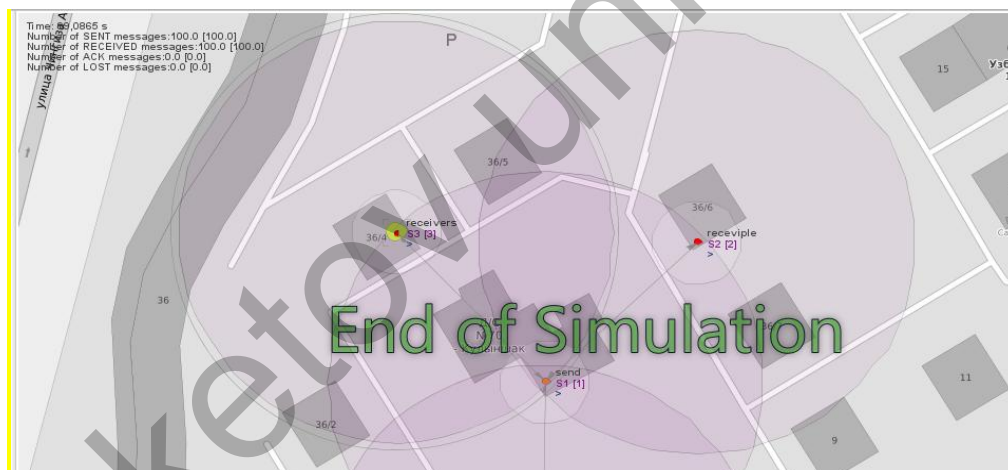 Time: 0,0865 s
Number of SENT messages:100.0 [100.0]
Number of RECEIVED messages:100.0 [100.0]
Number of ACK messages:0.0 [0.0]
Number of LOST messages:0.0 [0.0]
P
15
улица
36/5
36/6
receivers
36/4
S3 [3]
>
receviple
S2 [2]
>
36
End of Simulation
send
S1 [1]
>
11
36/2
9
ketovum